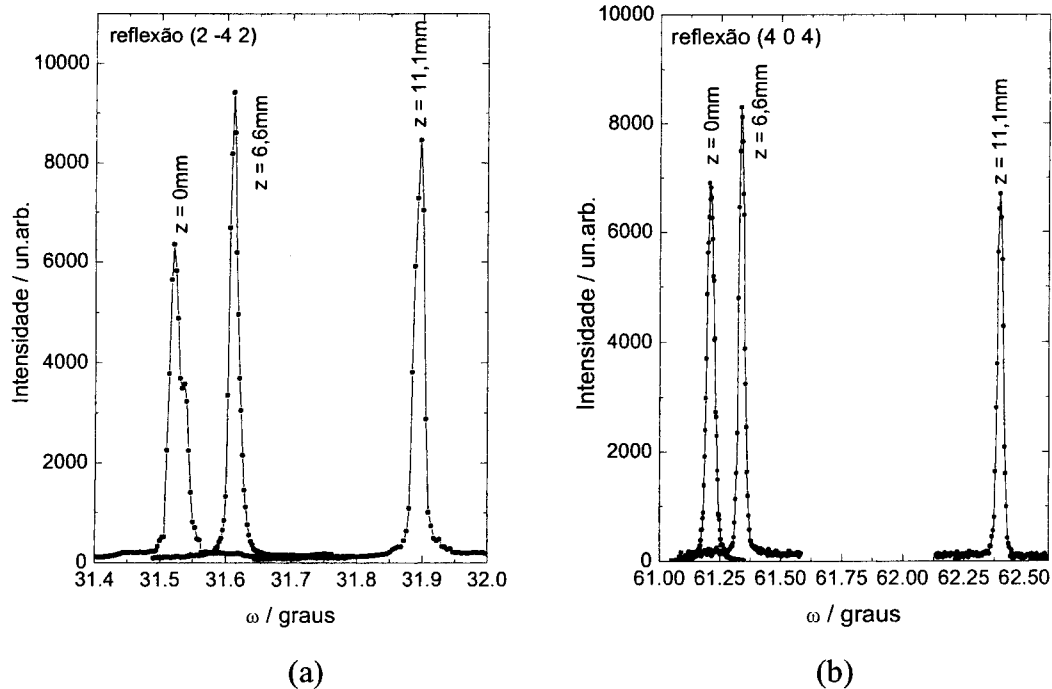 reflexão (2 -4 2)
z = 0mm
z = 6,6mm
z = 11,1mm
10000
8000
6000
4000
2000
0
Intensidade / un.arb.
31.4 31.5 31.6 31.7 31.8 31.9 32.0
ω / graus
(a)
reflexão (4 0 4)
z = 0mm
z = 6,6mm
z = 11,1mm
10000
8000
6000
4000
2000
0
Intensidade / un.arb.
61.00 61.25 61.50 61.75 62.00 62.25 62.50
ω / graus
(b)